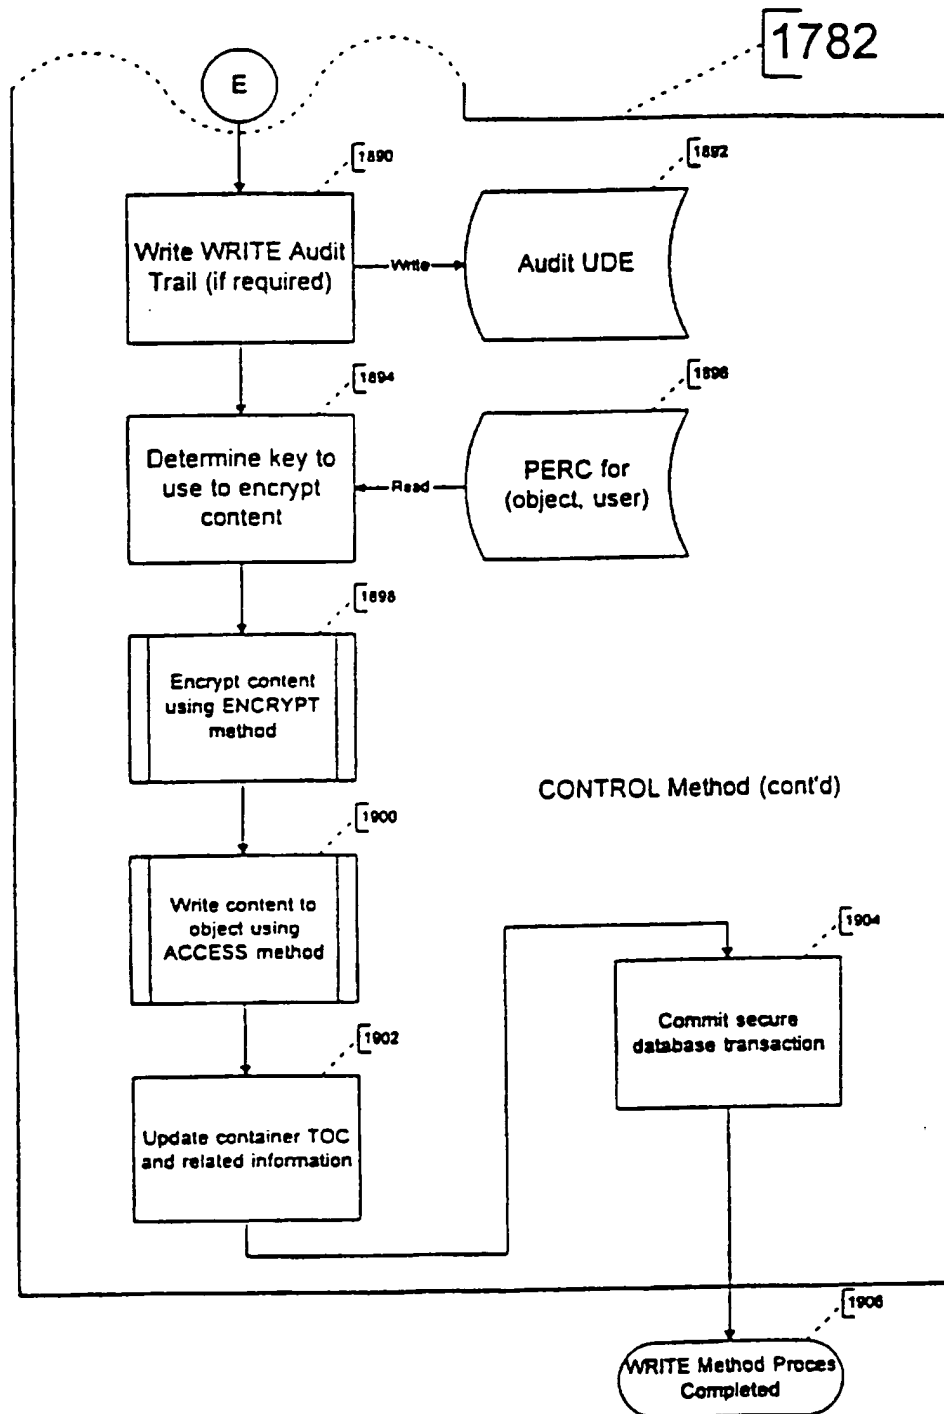 1782
E
1890
1892
Write WRITE Audit
Trail (if required)
Write
Audit UDE
1894
1896
Determine key to
use to encrypt
content
Read
PERC for
(object, user)
1898
Encrypt content
using ENCRYPT
method
CONTROL Method (cont'd)
1900
Write content to
object using
ACCESS method
1904
Commit secure
database transaction
1902
Update container TOC
and related information
1906
WRITE Method Proces
Completed